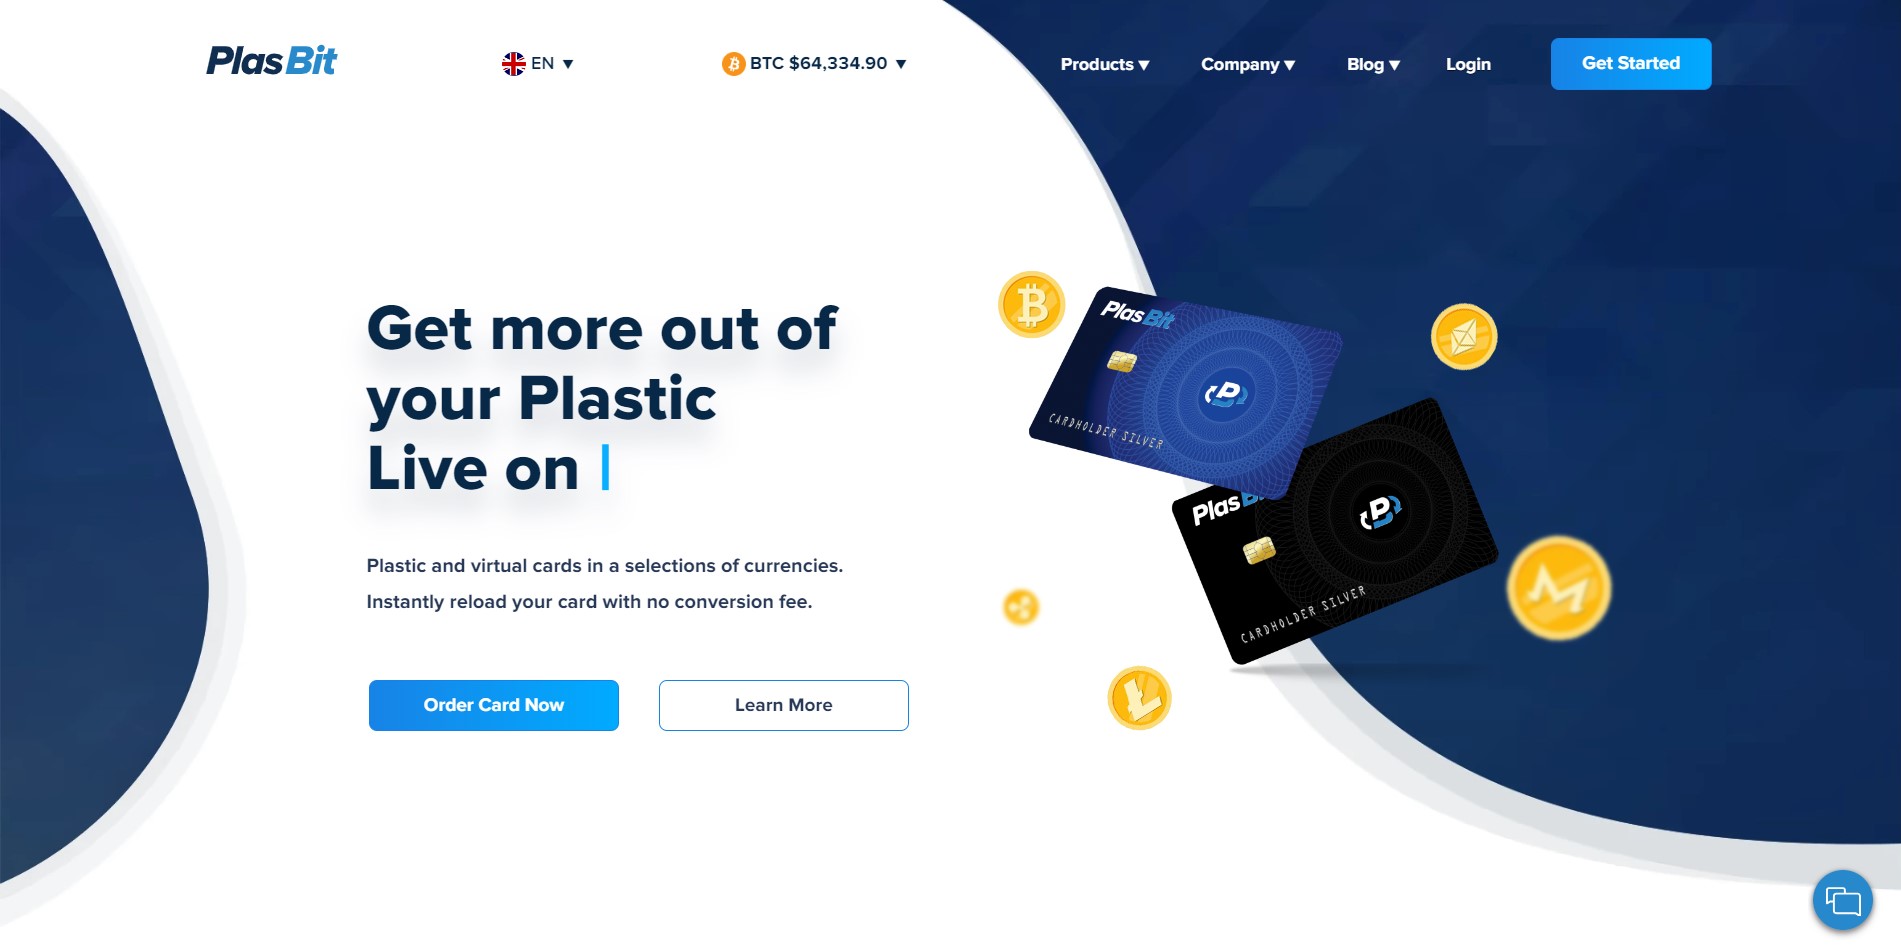 PlasBit
EN ▼
BTC $64,334.90 ▼
Products ▼
Company ▼
Blog ▼
Login
Get Started
Get more out of
your Plastic
Live on
Plastic and virtual cards in a selections of currencies.
Instantly reload your card with no conversion fee.
Order Card Now
Learn More
PlasBit
CARDHOLDER SILVER
Plas
CARDHOLDER SILVER